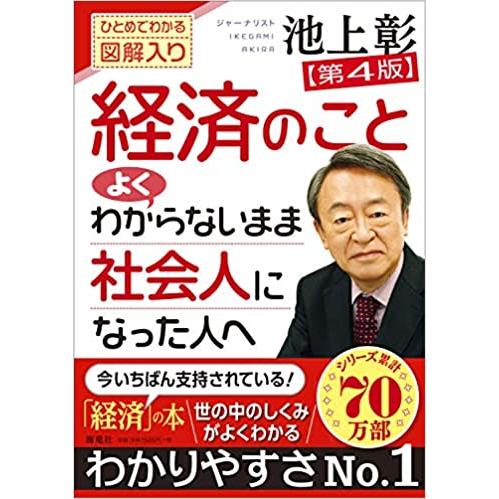 ひとめでわかる
図解入り
ジャーナリスト
IKEGAMI
AKIRA
池上彰
【第4版】
経済のこと
よく
わからないまま
社会人に
なった人へ
今いちばん支持されている!
「経済」の本
世の中のしくみ
がよくわかる
シリーズ累計
70
万部
海竜社
わかりやすさNo.1